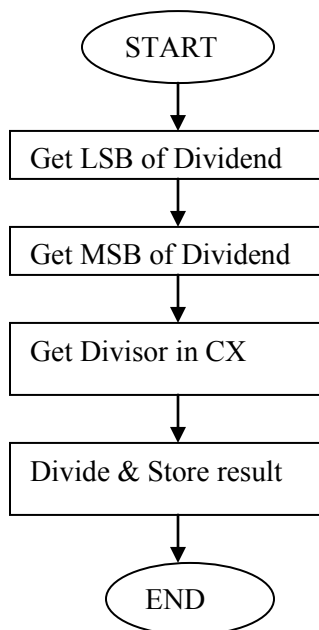 START
Get LSB of Dividend
Get MSB of Dividend
Get Divisor in CX
Divide & Store result
END